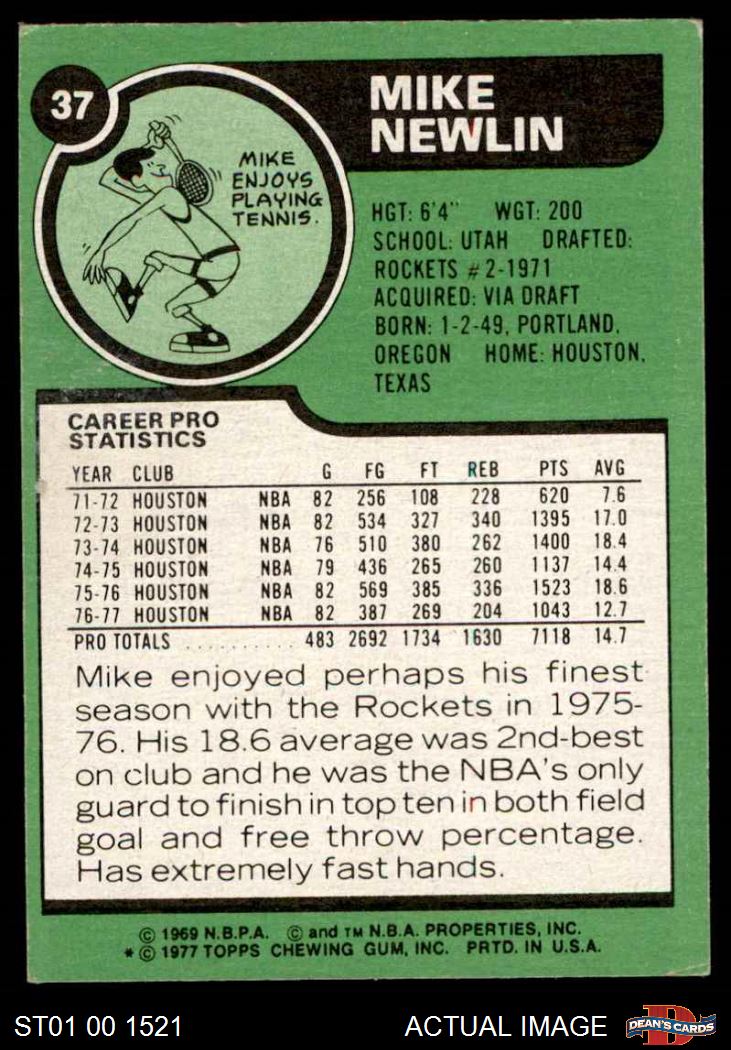 37
MIKE
NEWLIN
MIKE
ENJOYS
PLAYING
TENNIS.
HGT: 6'4" WGT: 200
SCHOOL: UTAH DRAFTED:
ROCKETS #2-1971
ACQUIRED: VIA DRAFT
BORN: 1-2-49, PORTLAND,
OREGON HOME: HOUSTON,
TEXAS
CAREER PRO
STATISTICS
YEAR CLUB G FG FT REB PTS AVG
71-72 HOUSTON NBA 82 256 108 228 620 7.6
72-73 HOUSTON NBA 82 534 327 340 1395 17.0
73-74 HOUSTON NBA 76 510 380 262 1400 18.4
74-75 HOUSTON NBA 79 436 265 260 1137 14.4
75-76 HOUSTON NBA 82 569 385 336 1523 18.6
76-77 HOUSTON NBA 82 387 269 204 1043 12.7
PRO TOTALS .......... 483 2692 1734 1630 7118 14.7
Mike enjoyed perhaps his finest
season with the Rockets in 1975-
76. His 18.6 average was 2nd-best
on club and he was the NBA's only
guard to finish in top ten in both field
goal and free throw percentage.
Has extremely fast hands.
© 1969 N.B.P.A. © and TM N.B.A. PROPERTIES, INC.
* © 1977 TOPPS CHEWING GUM, INC. PRTD. IN U.S.A.
ST01 00 1521 ACTUAL IMAGE DEAN'S CARDS